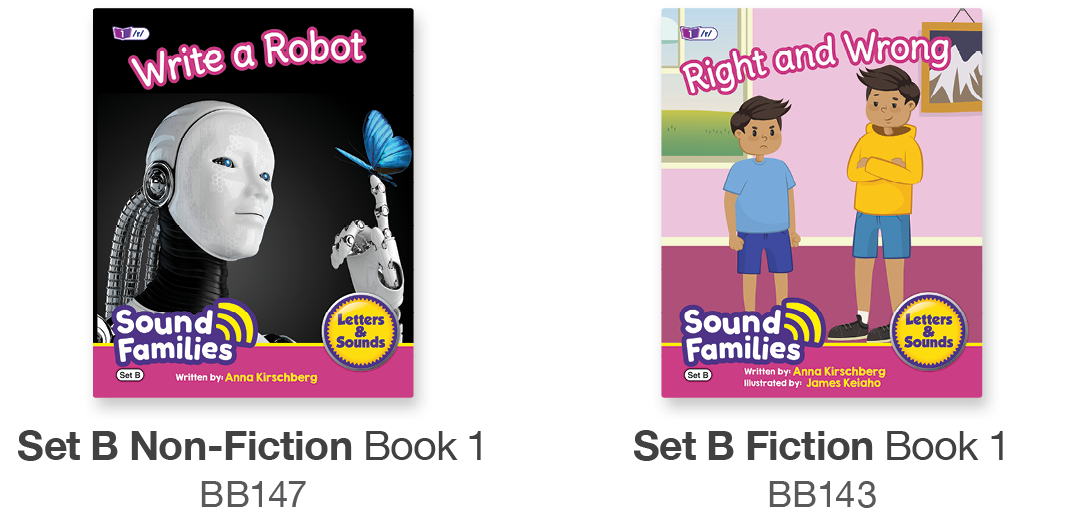 1 /r/
Write a Robot
Sound
Families
Set B
Letters
&
Sounds
Written by: Anna Kirschberg
Set B Non-Fiction Book 1
BB147
1 /r/
Right and Wrong
Sound
Families
Set B
Letters
&
Sounds
Written by: Anna Kirschberg
Illustrated by: James Keiaho
Set B Fiction Book 1
BB143